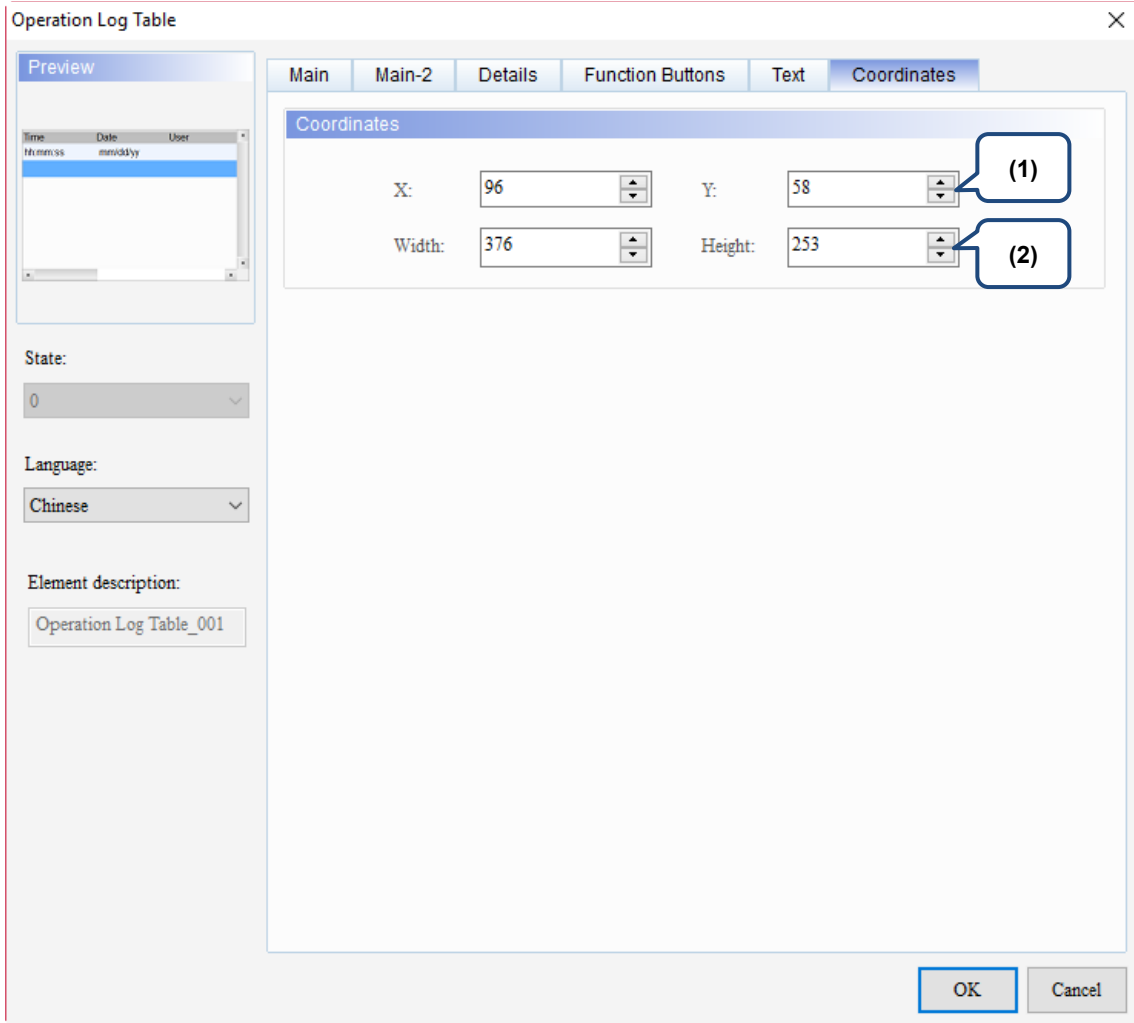 Operation Log Table
Preview
Time Date User
hh:mm:ss mm/dd/yy
State:
0
Language:
Chinese
Element description:
Operation Log Table_001
Main Main-2 Details Function Buttons Text Coordinates
Coordinates
X: 96 Y: 58 (1)
Width: 376 Height: 253 (2)
OK Cancel